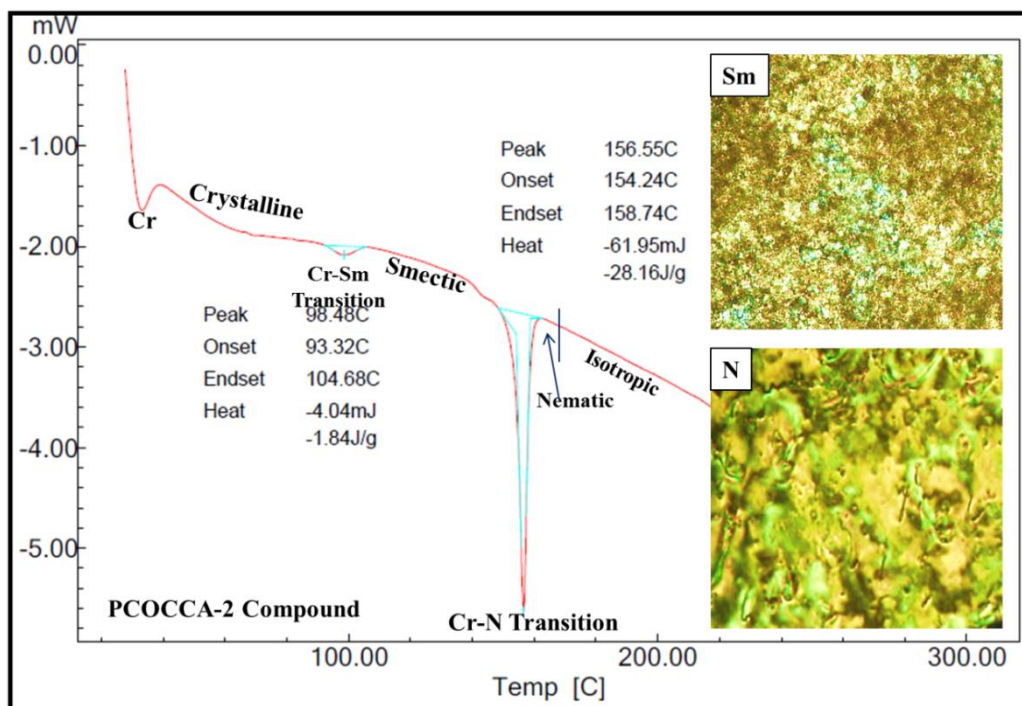 mW
0.00
-1.00
-2.00
-3.00
-4.00
-5.00
Cr
Crystalline
Cr-Sm
Transition
Smectic
Peak 98.48C
Onset 93.32C
Endset 104.68C
Heat -4.04mJ
-1.84J/g
Peak 156.55C
Onset 154.24C
Endset 158.74C
Heat -61.95mJ
-28.16J/g
Nematic
Isotropic
Sm
N
PCOCCA-2 Compound
Cr-N Transition
100.00
200.00
300.00
Temp [C]